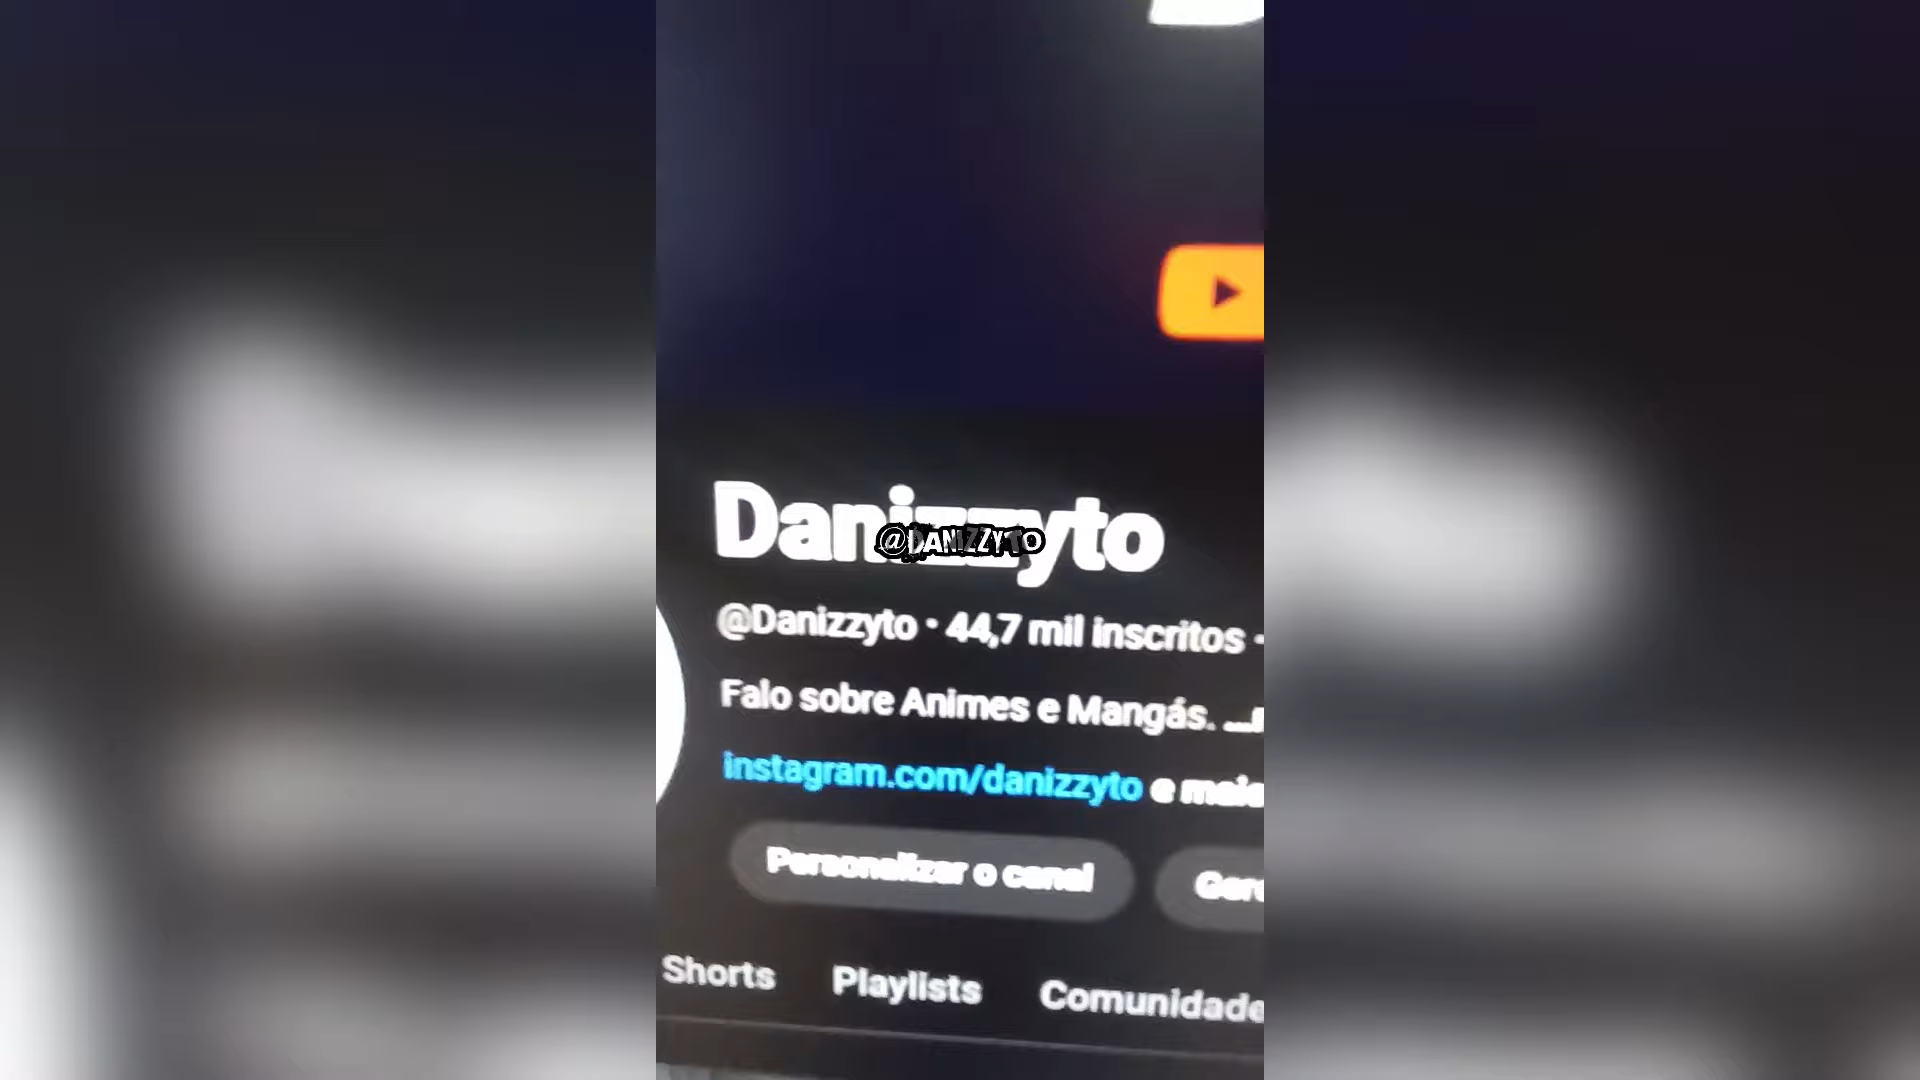 Danizzyto
@DANIZZYTO
@Danizzyto · 44,7 mil inscritos ·
Falo sobre Animes e Mangás. ...
instagram.com/danizzyto e mais
Personalizar o canal
Shorts Playlists Comunidade